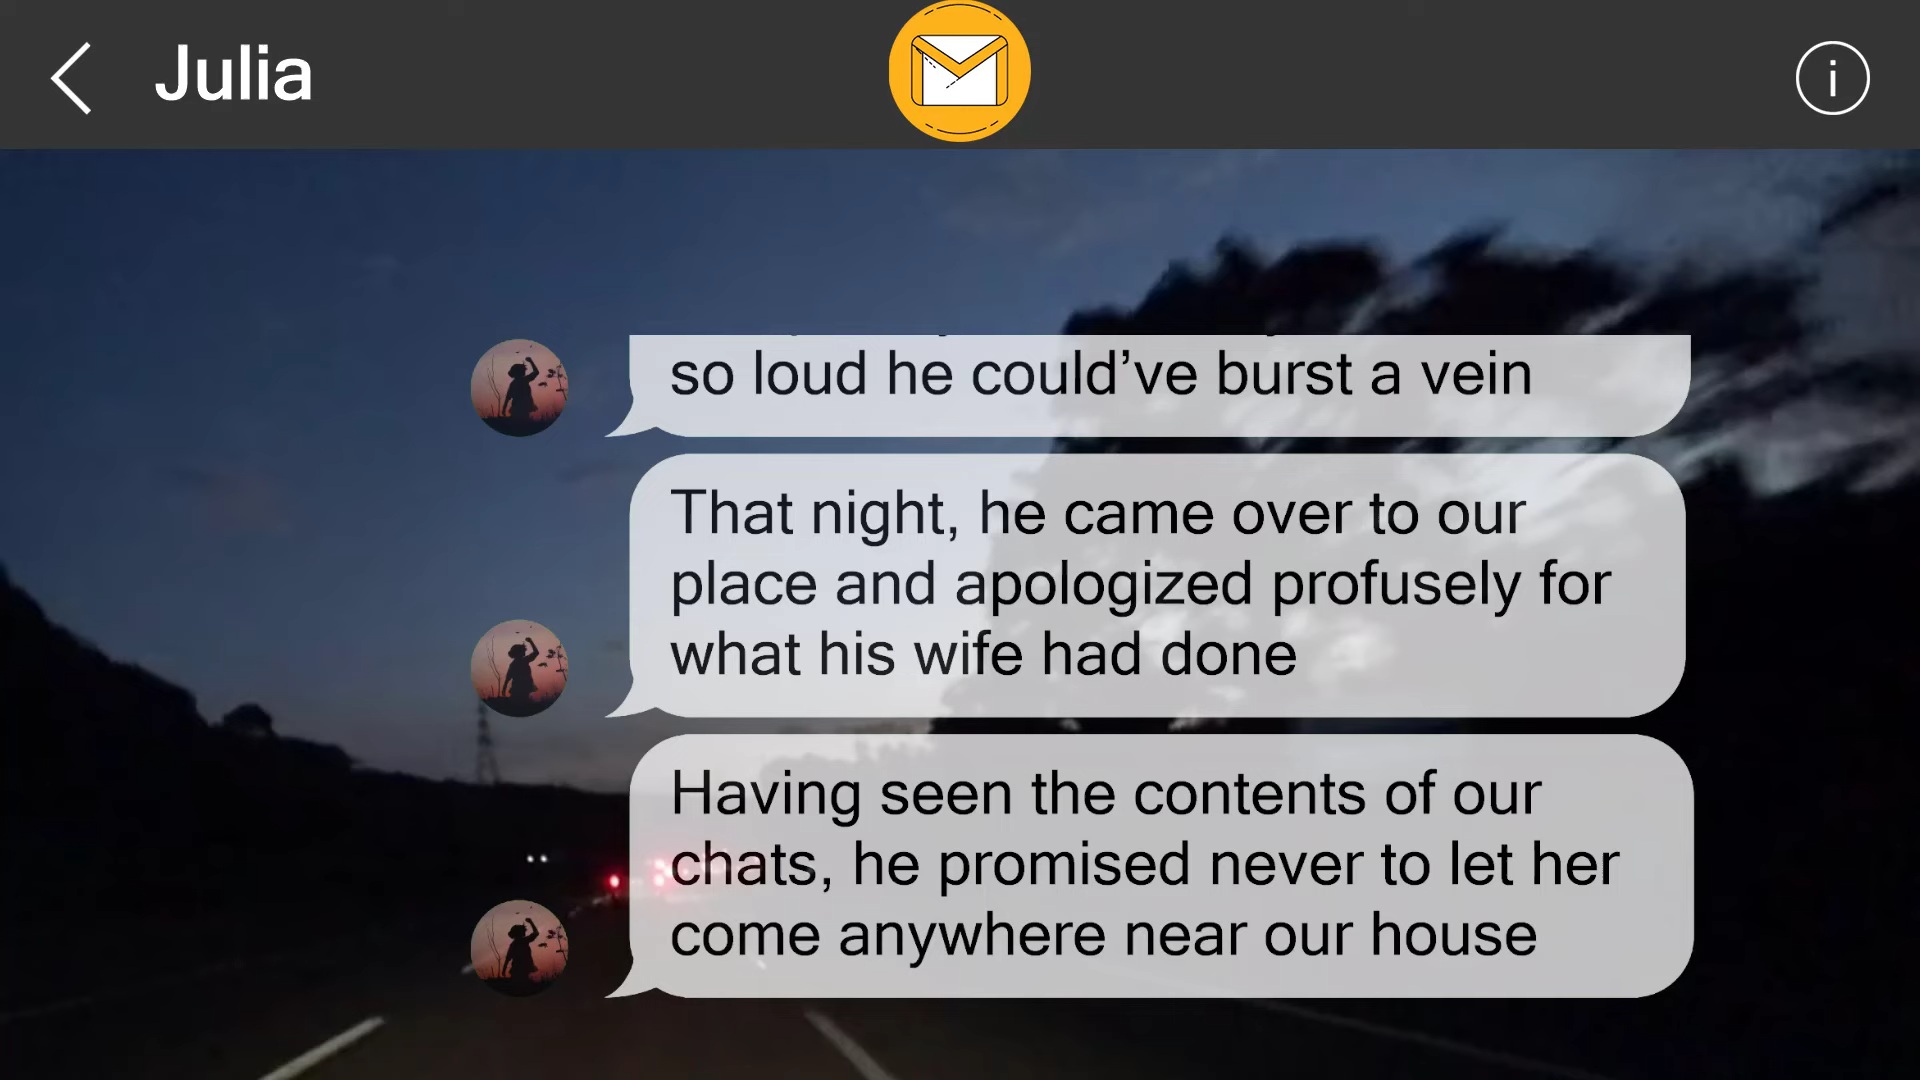 Julia
so loud he could’ve burst a vein
That night, he came over to our
place and apologized profusely for
what his wife had done
Having seen the contents of our
chats, he promised never to let her
come anywhere near our house